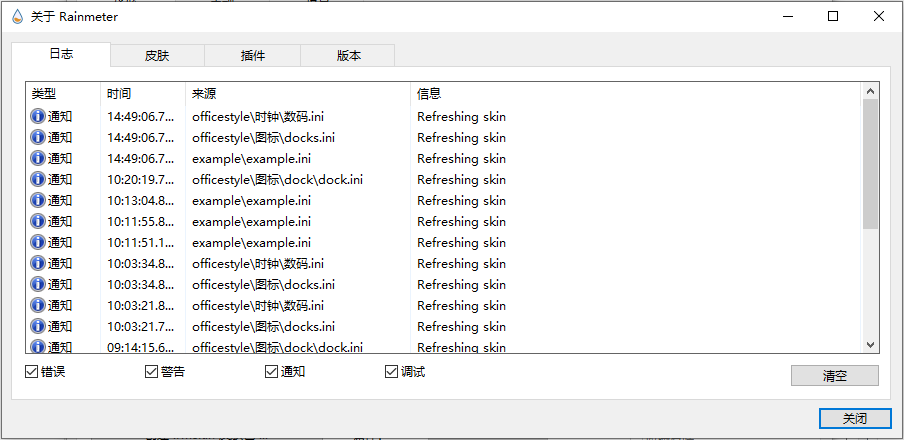 关于 Rainmeter
日志 皮肤 插件 版本
类型 时间 来源 信息
通知 14:49:06.7... officestyle\时钟\数码.ini Refreshing skin
通知 14:49:06.7... officestyle\图标\docks.ini Refreshing skin
通知 14:49:06.7... example\example.ini Refreshing skin
通知 10:20:19.7... officestyle\图标\dock\dock.ini Refreshing skin
通知 10:13:04.8... example\example.ini Refreshing skin
通知 10:11:55.8... example\example.ini Refreshing skin
通知 10:11:51.1... example\example.ini Refreshing skin
通知 10:03:34.8... officestyle\时钟\数码.ini Refreshing skin
通知 10:03:34.8... officestyle\图标\docks.ini Refreshing skin
通知 10:03:21.8... officestyle\时钟\数码.ini Refreshing skin
通知 10:03:21.7... officestyle\图标\docks.ini Refreshing skin
通知 09:14:15.6... officestyle\图标\dock\dock.ini Refreshing skin
错误 警告 通知 调试 清空
关闭